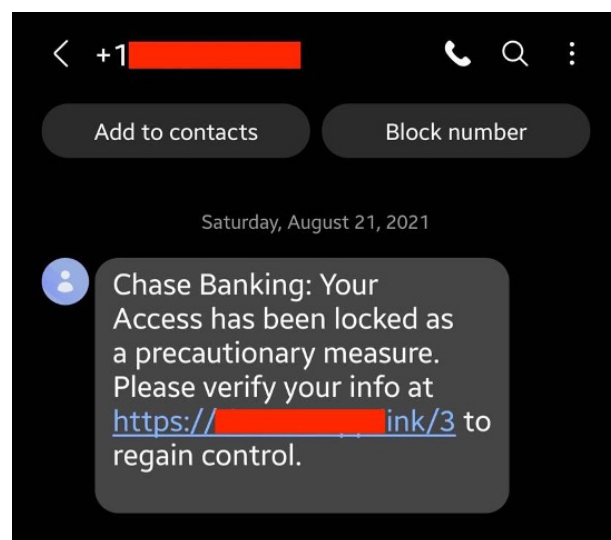 +1
Add to contacts
Block number
Saturday, August 21, 2021
Chase Banking: Your
Access has been locked as
a precautionary measure.
Please verify your info at
https:// ink/3 to
regain control.